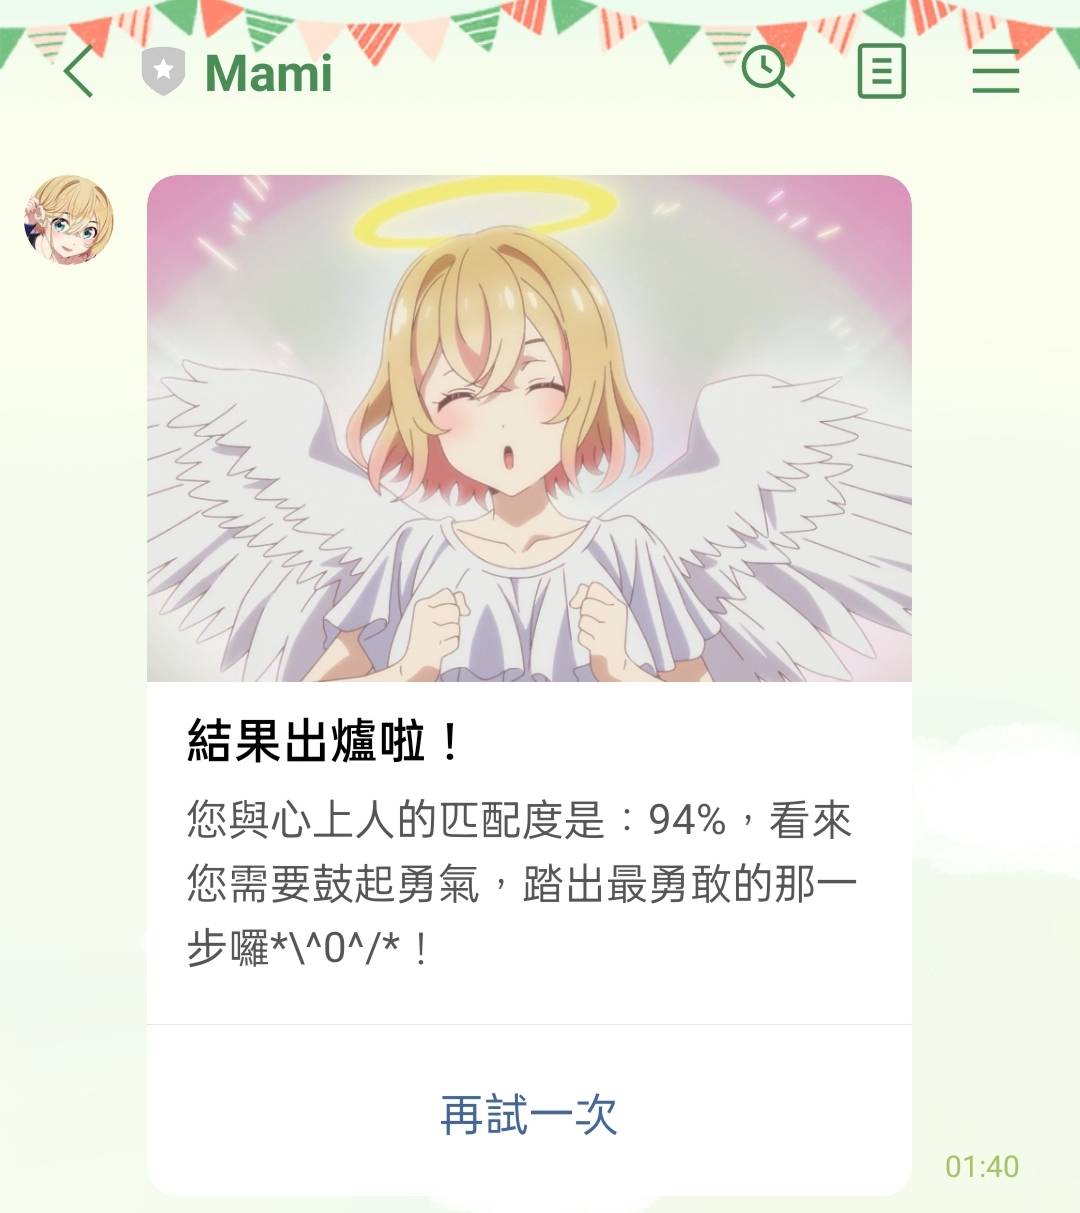 Mami
結果出爐啦！
您與心上人的匹配度是：94%，看來
您需要鼓起勇氣，踏出最勇敢的那一
步囉*\^0^/*！
再試一次
01:40